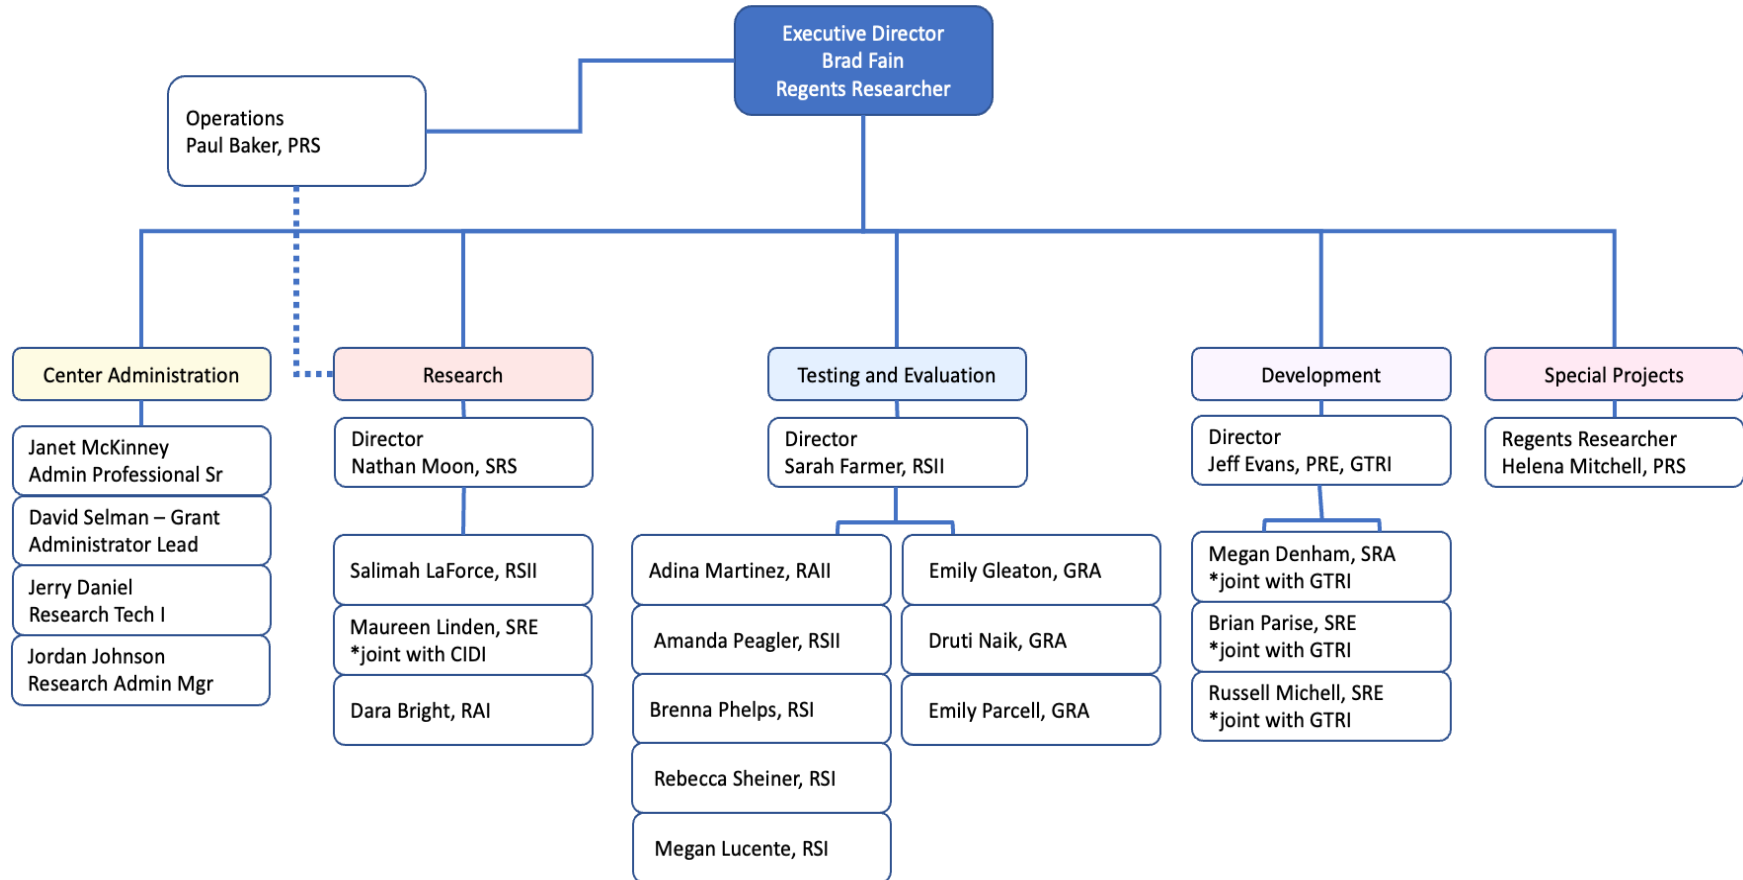 Executive Director
Brad Fain
Regents Researcher
Operations
Paul Baker, PRS
Center Administration
Janet McKinney
Admin Professional Sr
David Selman – Grant
Administrator Lead
Jerry Daniel
Research Tech I
Jordan Johnson
Research Admin Mgr
Research
Director
Nathan Moon, SRS
Salimah LaForce, RSII
Maureen Linden, SRE
*joint with CIDI
Dara Bright, RAI
Testing and Evaluation
Director
Sarah Farmer, RSII
Adina Martinez, RAII
Amanda Peagler, RSII
Brenna Phelps, RSI
Rebecca Sheiner, RSI
Megan Lucente, RSI
Emily Gleaton, GRA
Druti Naik, GRA
Emily Parcell, GRA
Development
Director
Jeff Evans, PRE, GTRI
Megan Denham, SRA
*joint with GTRI
Brian Parise, SRE
*joint with GTRI
Russell Michell, SRE
*joint with GTRI
Special Projects
Regents Researcher
Helena Mitchell, PRS